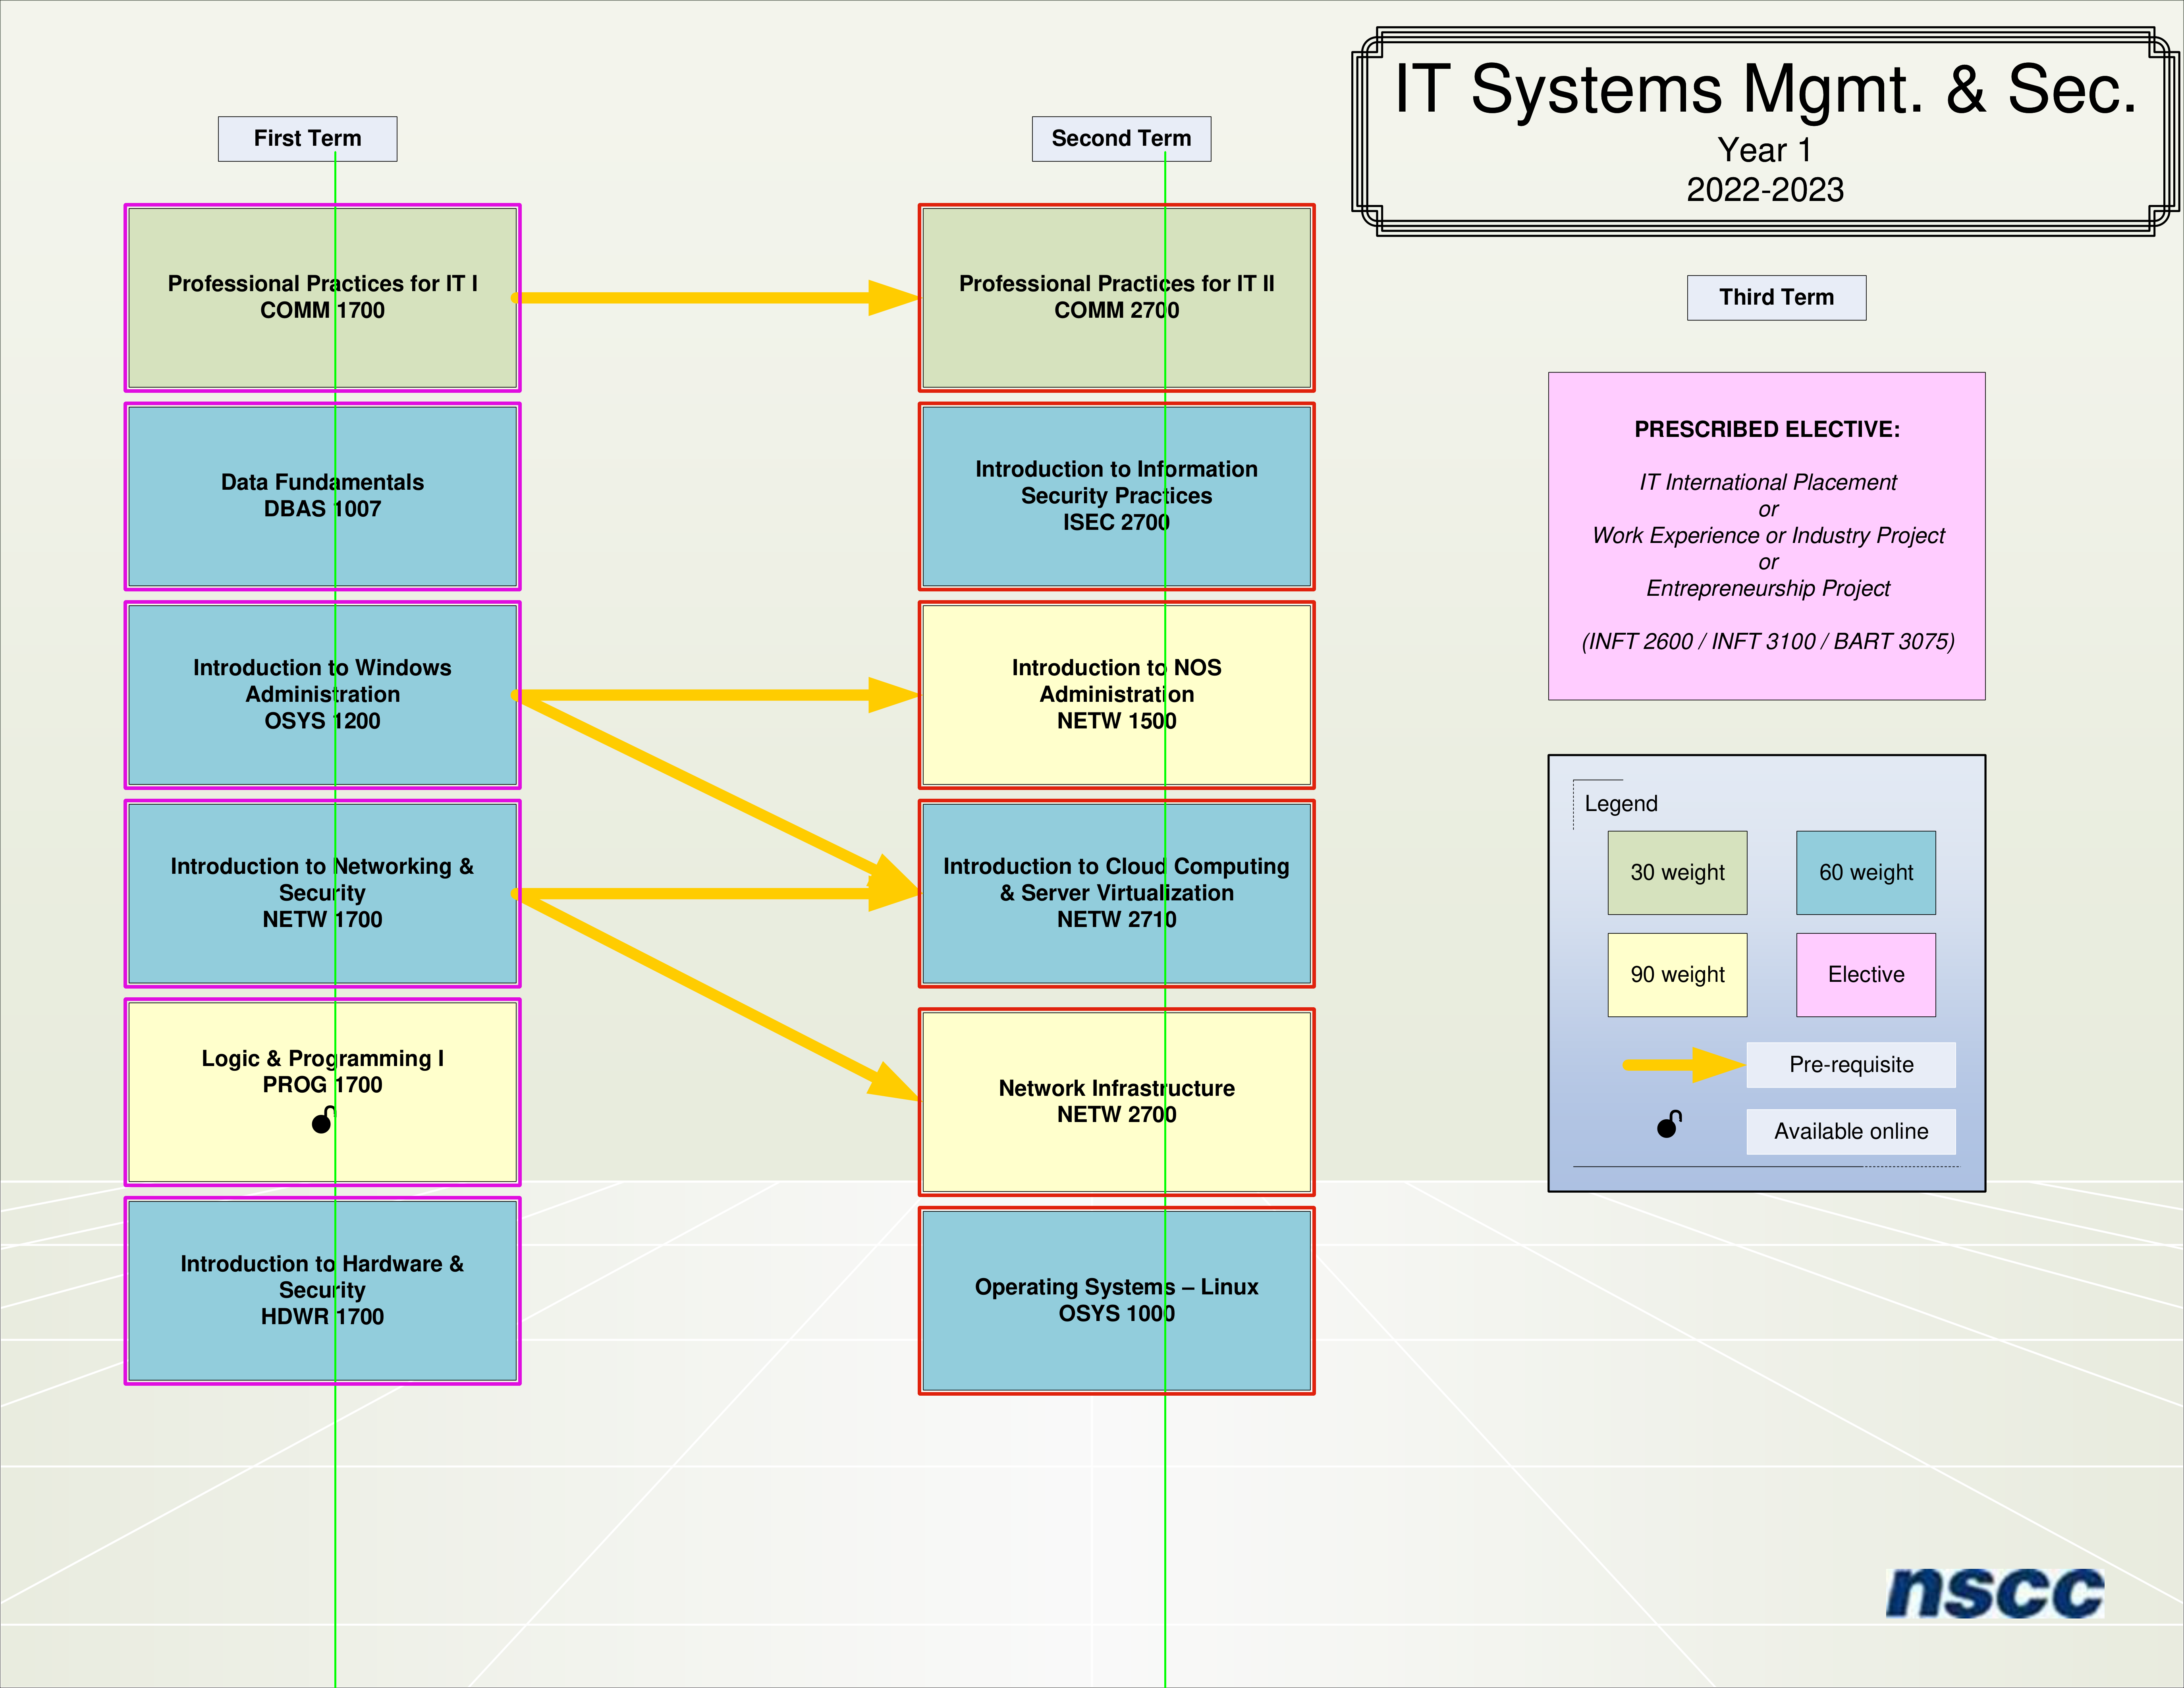 IT Systems Mgmt. & Sec.
Year 1
2022-2023
First Term
Professional Practices for IT I
COMM 1700
Data Fundamentals
DBAS 1007
Introduction to Windows
Administration
OSYS 1200
Introduction to Networking &
Security
NETW 1700
Logic & Programming I
PROG 1700
Introduction to Hardware &
Security
HDWR 1700
Second Term
Professional Practices for IT II
COMM 2700
Introduction to Information
Security Practices
ISEC 2700
Introduction to NOS
Administration
NETW 1500
Introduction to Cloud Computing
& Server Virtualization
NETW 2710
Network Infrastructure
NETW 2700
Operating Systems – Linux
OSYS 1000
Third Term
PRESCRIBED ELECTIVE:
IT International Placement
or
Work Experience or Industry Project
or
Entrepreneurship Project
(INFT 2600 / INFT 3100 / BART 3075)
Legend
30 weight
60 weight
90 weight
Elective
Pre-requisite
Available online
nscc